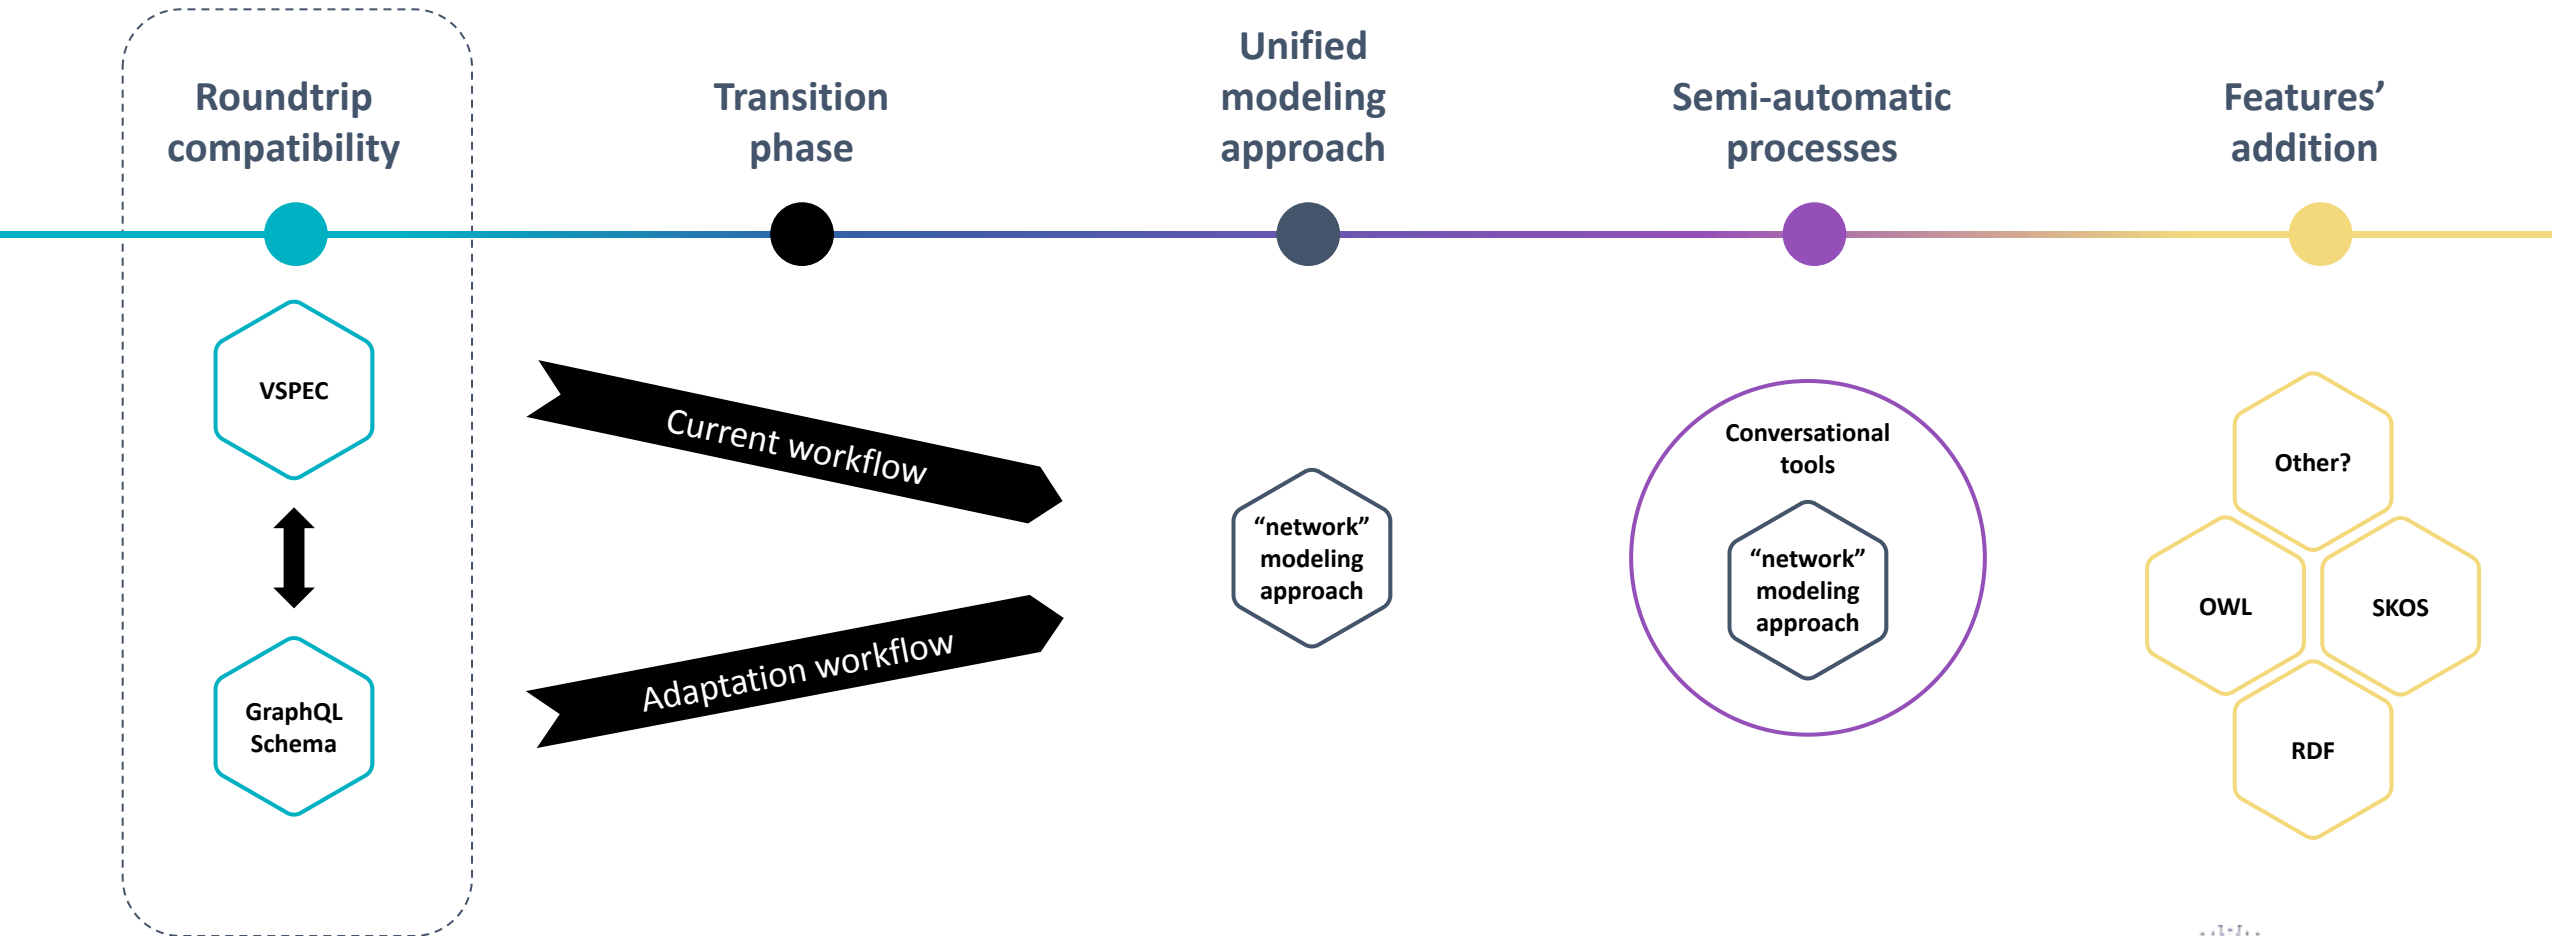 Roundtrip
compatibility
Transition
phase
Unified
modeling
approach
Semi-automatic
processes
Features’
addition
VSPEC
GraphQL
Schema
Current workflow
Adaptation workflow
“network”
modeling
approach
Conversational
tools
“network”
modeling
approach
Other?
OWL
SKOS
RDF